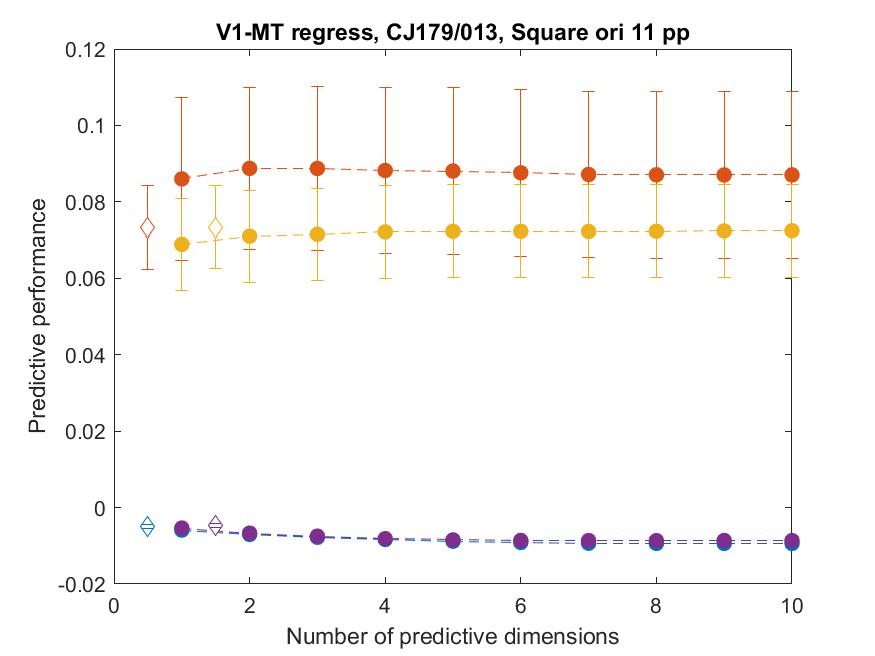 V1-MT regress, CJ179/013, Square ori 11 pp
0.12
0.1
0.08
0.06
0.04
0.02
0
-0.02
Predictive performance
0 2 4 6 8 10
Number of predictive dimensions